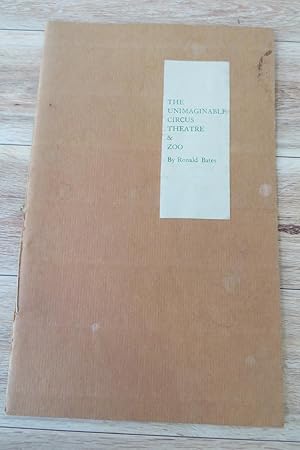 THE
UNIMAGINABLE
CIRCUS
THEATRE
&
ZOO
By Ronald Bates